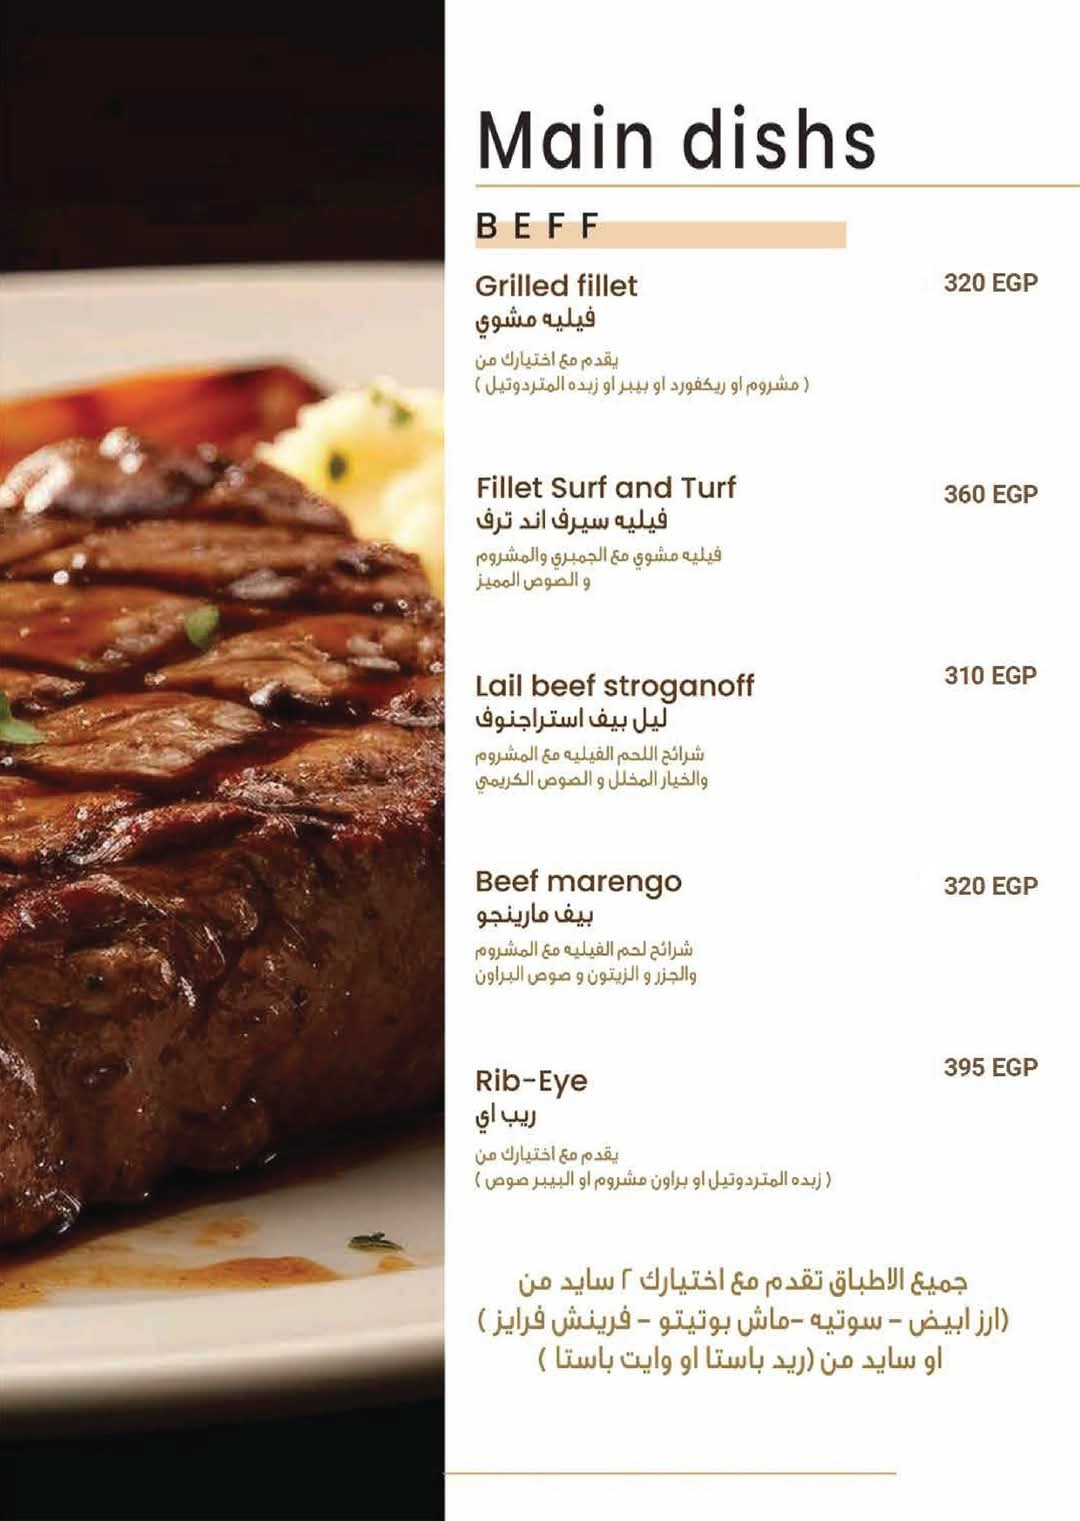 Main dishs
BEFF
Grilled fillet
320 EGP
فيليه مشوي
يقدم مع اختيارك من
( مشروم او ريكفورد او بيبر او زبده المتردوتيل )
Fillet Surf and Turf
360 EGP
فيليه سيرف اند ترف
فيليه مشوي مع الجمبري والمشروم
و الصوص المميز
Lail beef stroganoff
310 EGP
ليل بيف استراجنوف
شرائح اللحم الفيليه مع المشروم
والخيار المخلل و الصوص الكريمي
Beef marengo
320 EGP
بيف مارينجو
شرائح لحم الفيليه مع المشروم
والجزر و الزيتون و صوص البراون
Rib-Eye
395 EGP
ريب اي
يقدم مع اختيارك من
( زبده المتردوتيل او براون مشروم او البيبر صوص )
جميع الاطباق تقدم مع اختيارك ٢ سايد من
(ارز ابيض - سوتيه -ماش بوتيتو - فرينش فرايز )
او سايد من (ريد باستا او وايت باستا )